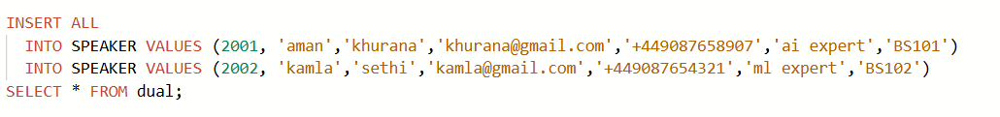 INSERT ALL
INTO SPEAKER VALUES (2001, 'aman','khurana','khurana@gmail.com','+449087658907','ai expert','BS101')
INTO SPEAKER VALUES (2002, 'kamla','sethi','kamla@gmail.com','+449087654321','ml expert','BS102')
SELECT * FROM dual;